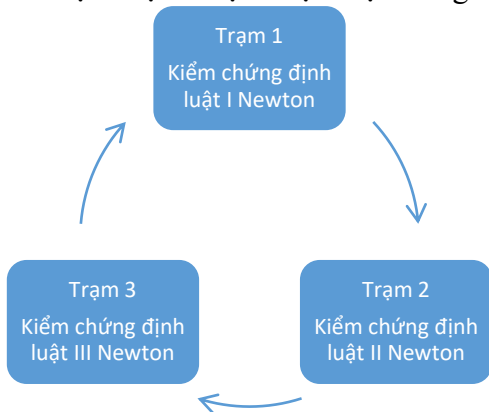 Trạm 1
Kiểm chứng định
luật I Newton
Trạm 3
Kiểm chứng định
luật III Newton
Trạm 2
Kiểm chứng định
luật II Newton